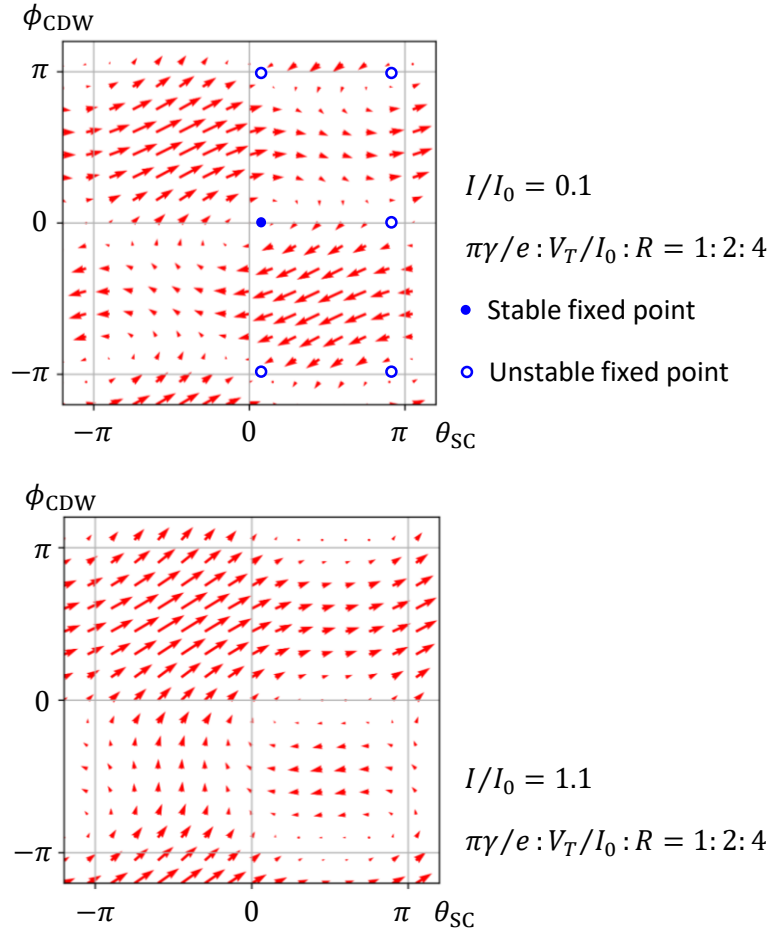 ϕCDW
π
0
−π
−π 0 π θSC
I/I0 = 0.1
πγ/e : VT/I0 : R = 1: 2: 4
Stable fixed point
Unstable fixed point
ϕCDW
π
0
−π
−π 0 π θSC
I/I0 = 1.1
πγ/e : VT/I0 : R = 1: 2: 4